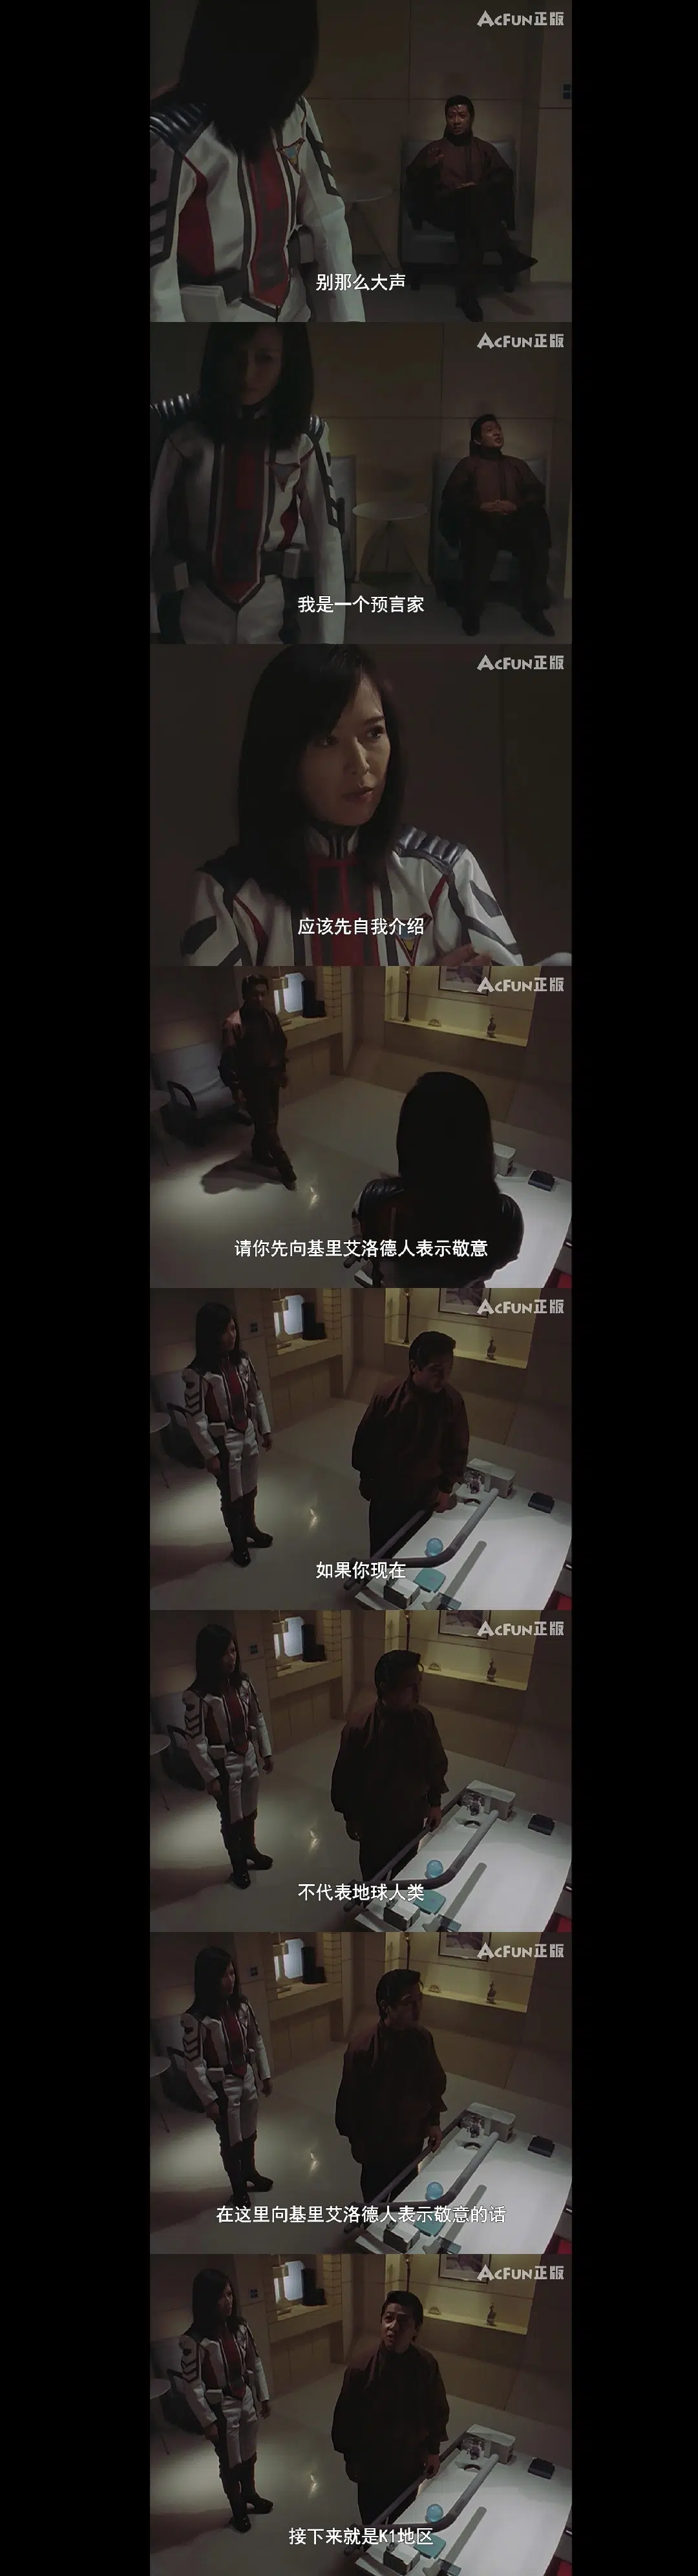 AcFun正版
别那么大声
AcFun正版
我是一个预言家
AcFun正版
应该先自我介绍
AcFun正版
请你先向基里艾洛德人表示敬意
AcFun正版
如果你现在
AcFun正版
不代表地球人类
AcFun正版
在这里向基里艾洛德人表示敬意的话
AcFun正版
接下来就是K1地区